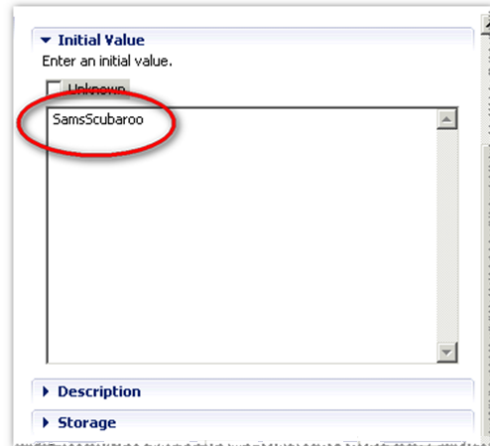 Initial Value
Enter an initial value.
Unknown
SamsScubaroo
Description
Storage